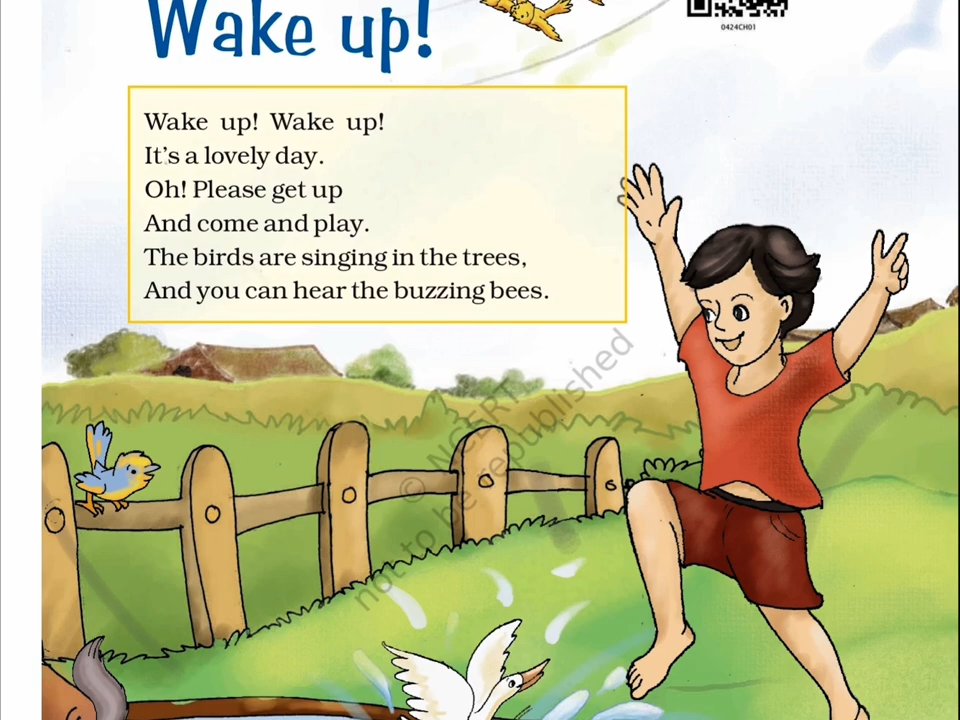 Wake up!
0424CH01
Wake up! Wake up!
It's a lovely day.
Oh! Please get up
And come and play.
The birds are singing in the trees,
And you can hear the buzzing bees.
© NCERT
not to be republished